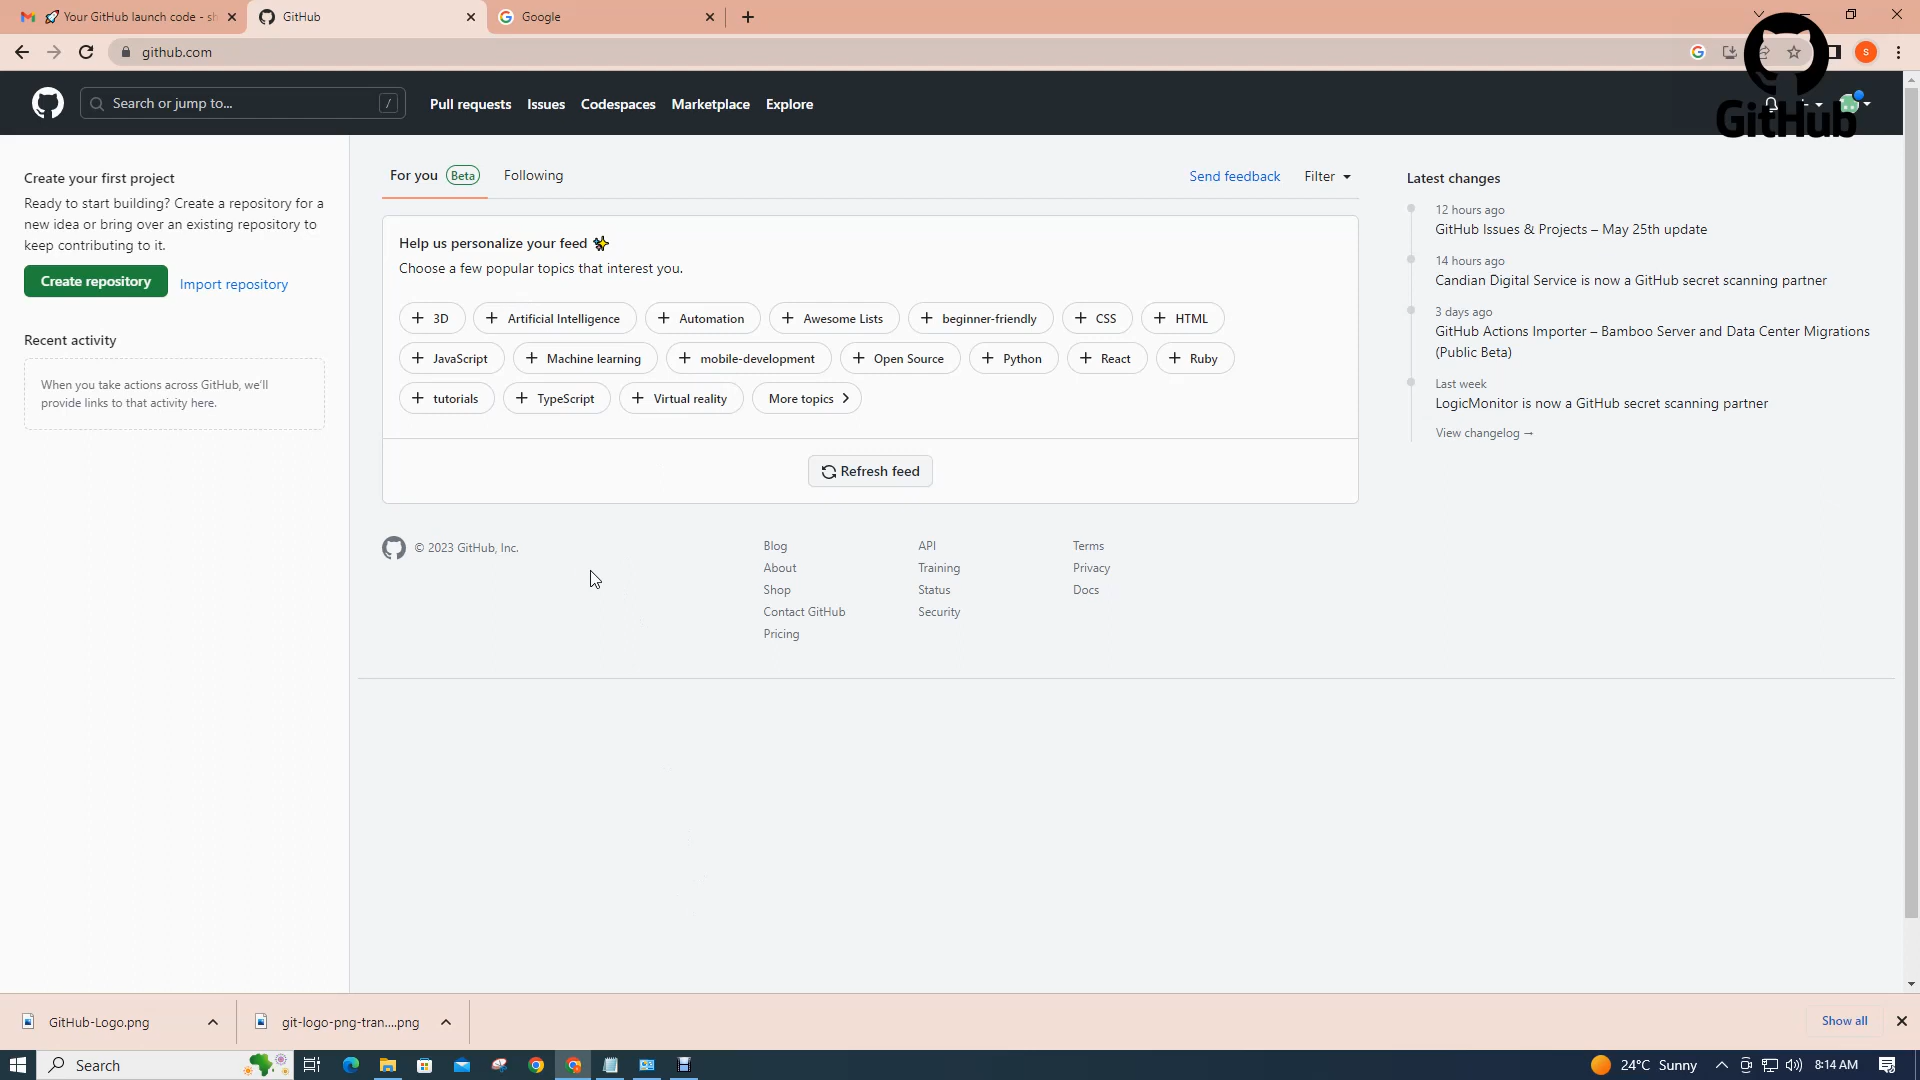 Your GitHub launch code - sh
GitHub
Google
github.com
S
GitHub
Search or jump to...
/
Pull requests
Issues
Codespaces
Marketplace
Explore
Create your first project
Ready to start building? Create a repository for a
new idea or bring over an existing repository to
keep contributing to it.
Create repository
Import repository
Recent activity
When you take actions across GitHub, we'll
provide links to that activity here.
For you Beta
Following
Send feedback
Filter
Help us personalize your feed
Choose a few popular topics that interest you.
3D
Artificial Intelligence
Automation
Awesome Lists
beginner-friendly
CSS
HTML
JavaScript
Machine learning
mobile-development
Open Source
Python
React
Ruby
tutorials
TypeScript
Virtual reality
More topics
Refresh feed
Latest changes
12 hours ago
GitHub Issues & Projects – May 25th update
14 hours ago
Candian Digital Service is now a GitHub secret scanning partner
3 days ago
GitHub Actions Importer – Bamboo Server and Data Center Migrations
(Public Beta)
Last week
LogicMonitor is now a GitHub secret scanning partner
View changelog →
© 2023 GitHub, Inc.
Blog
About
Shop
Contact GitHub
Pricing
API
Training
Status
Security
Terms
Privacy
Docs
GitHub-Logo.png
git-logo-png-tran....png
Show all
Search
24°C Sunny
8:14 AM